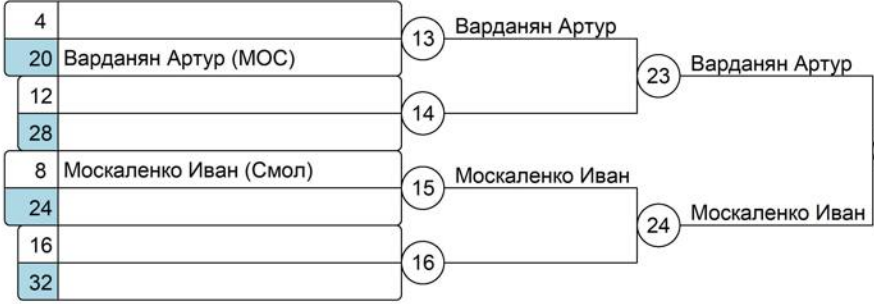 4
20 Варданян Артур (МОС)
12
28
8 Москаленко Иван (Смол)
24
16
32
13
14
15
16
Варданян Артур
Москаленко Иван
23
24
Варданян Артур
Москаленко Иван